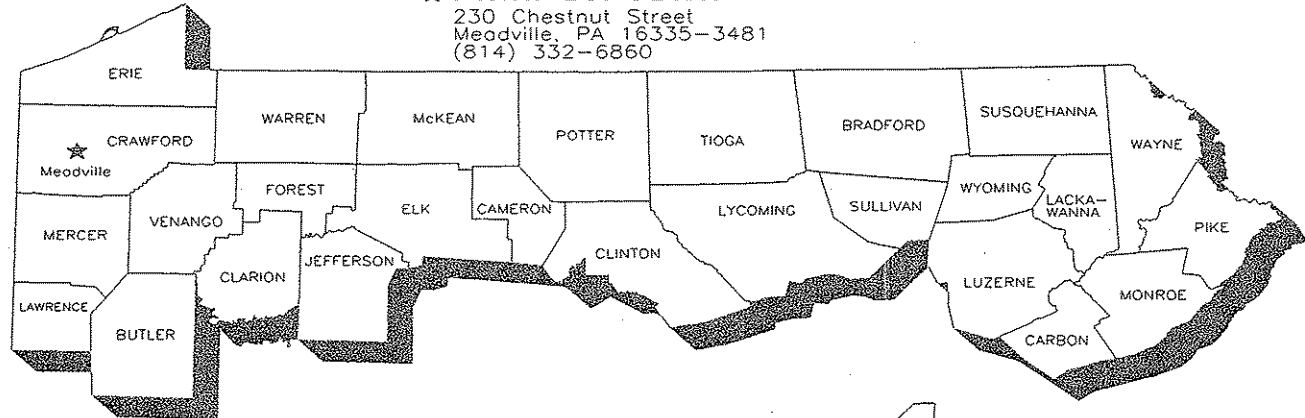 230 Chestnut Street
Meadville, PA 16335-3481
(814) 332-6860
ERIE
CRAWFORD
Meadville
WARREN
McKEAN
POTTER
TIOGA
BRADFORD
SUSQUEHANNA
WAYNE
FOREST
VENANGO
ELK
CAMERON
LYCOMING
SULLIVAN
WYOMING
LACKA-
WANNA
PIKE
MERCER
CLARION
JEFFERSON
CLINTON
LUZERNE
MONROE
LAWRENCE
BUTLER
CARBON